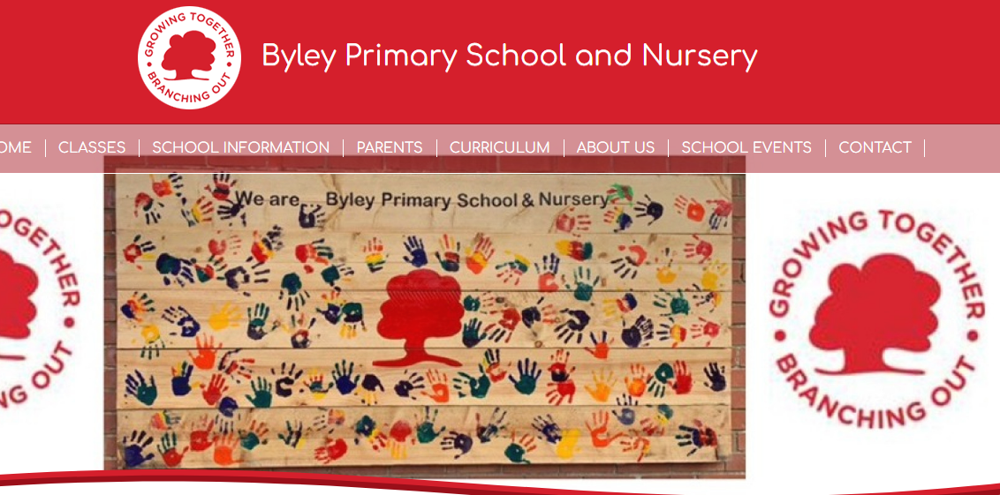 GROWING TOGETHER
BRANCHING OUT
Byley Primary School and Nursery
OME
CLASSES
SCHOOL INFORMATION
PARENTS
CURRICULUM
ABOUT US
SCHOOL EVENTS
CONTACT
We are... Byley Primary School & Nursery
OGETHER
NG OUT
GROWING TOGETHER
BRANCHING OUT